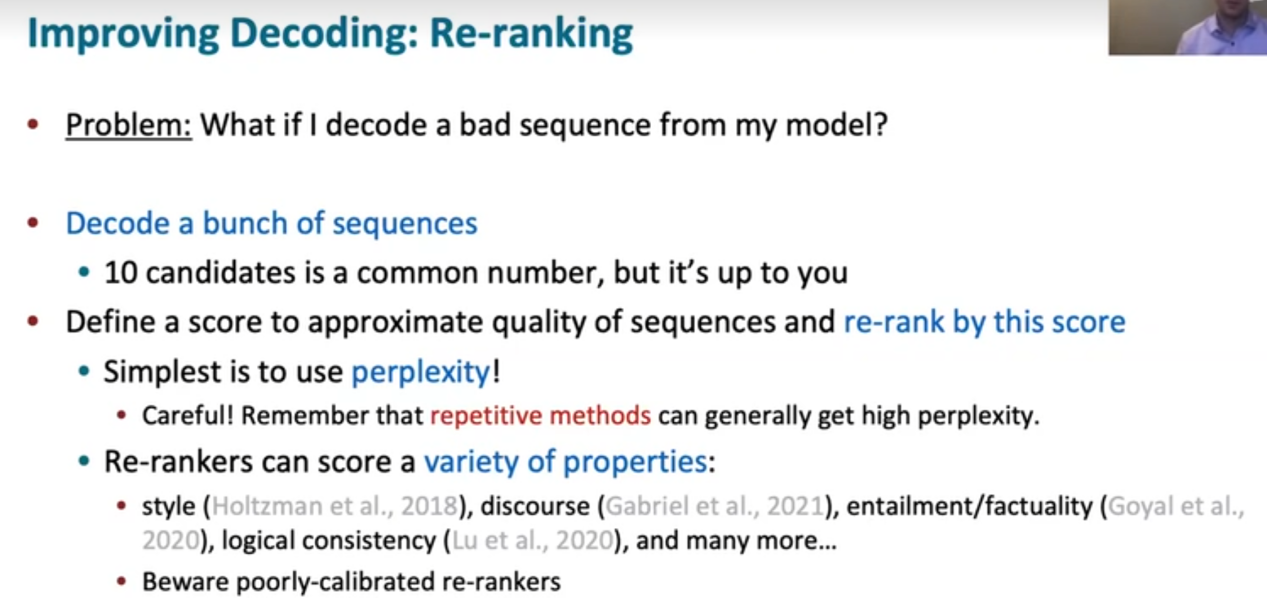 Improving Decoding: Re-ranking
• Problem: What if I decode a bad sequence from my model?
• Decode a bunch of sequences
• 10 candidates is a common number, but it’s up to you
• Define a score to approximate quality of sequences and re-rank by this score
• Simplest is to use perplexity!
• Careful! Remember that repetitive methods can generally get high perplexity.
• Re-rankers can score a variety of properties:
• style (Holtzman et al., 2018), discourse (Gabriel et al., 2021), entailment/factuality (Goyal et al.,
2020), logical consistency (Lu et al., 2020), and many more…
• Beware poorly-calibrated re-rankers